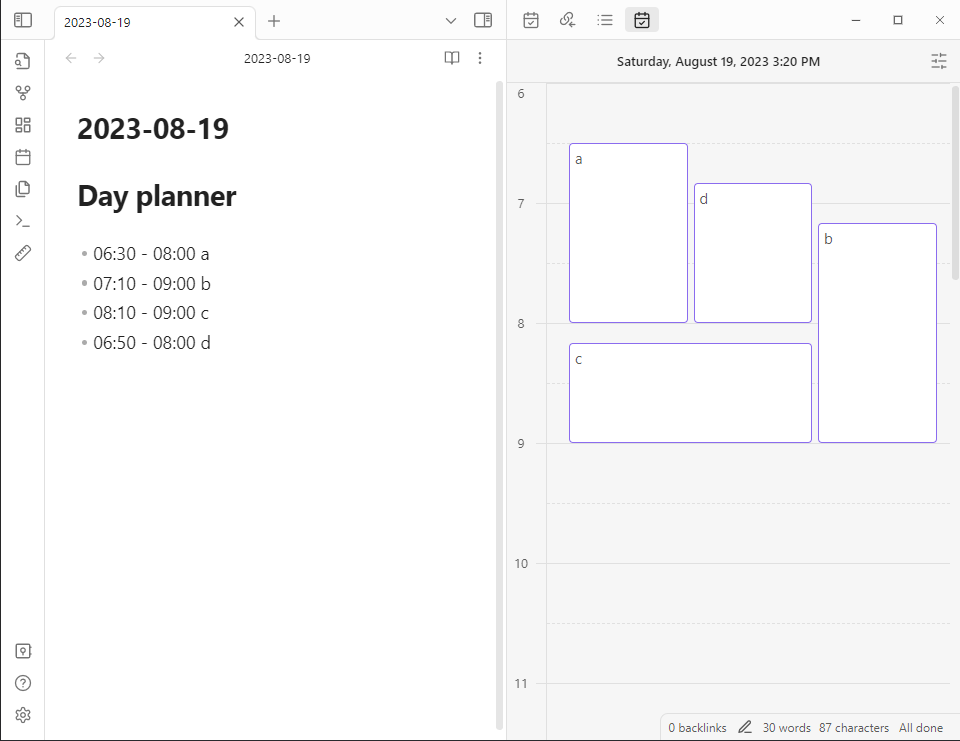 2023-08-19
2023-08-19
2023-08-19
Day planner
06:30 - 08:00 a
07:10 - 09:00 b
08:10 - 09:00 c
06:50 - 08:00 d
Saturday, August 19, 2023 3:20 PM
6
a
d
7
b
8
c
9
10
11
0 backlinks 30 words 87 characters All done